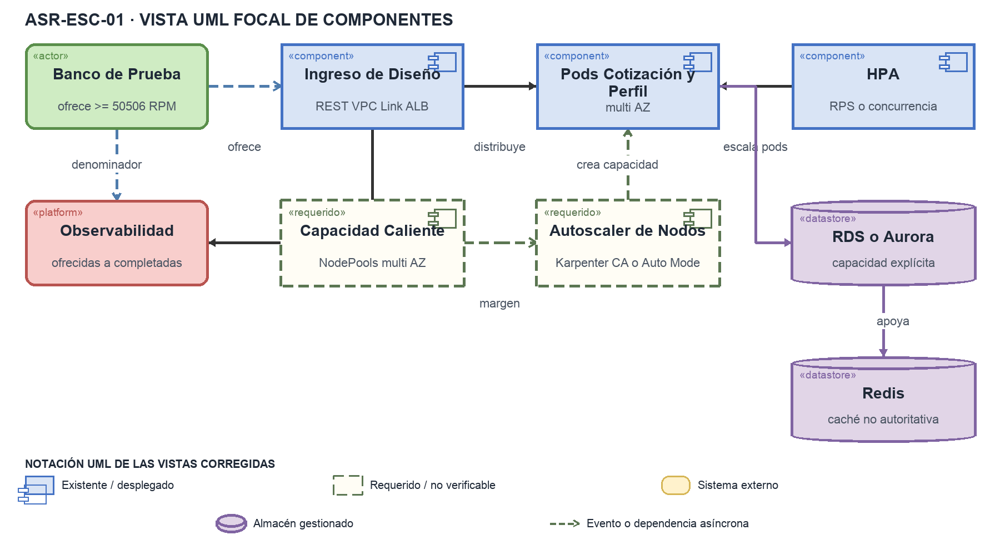 ASR-ESC-01 · VISTA UML FOCAL DE COMPONENTES
«actor»
Banco de Prueba
ofrece >= 50506 RPM
«component»
Ingreso de Diseño
REST VPC Link ALB
«component»
Pods Cotización y
Perfil
multi AZ
«component»
HPA
RPS o concurrencia
ofrece
distribuye
escala pods
denominador
crea capacidad
«platform»
Observabilidad
ofrecidas a completadas
«requerido»
Capacidad Caliente
NodePools multi AZ
«requerido»
Autoscaler de Nodos
Karpenter CA o Auto Mode
«datastore»
RDS o Aurora
capacidad explícita
margen
apoya
«datastore»
Redis
caché no autoritativa
NOTACIÓN UML DE LAS VISTAS CORREGIDAS
Existente / desplegado
Requerido / no verificable
Sistema externo
Almacén gestionado
Evento o dependencia asíncrona